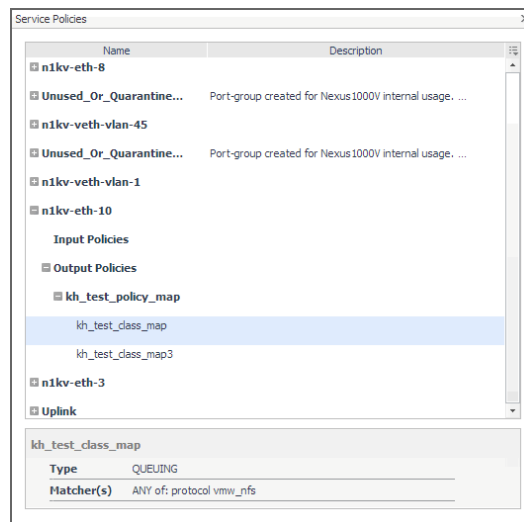 Service Policies
Name Description
n1kv-eth-8
Unused_Or_Quarantine... Port-group created for Nexus1000V internal usage. ...
n1kv-veth-vlan-45
Unused_Or_Quarantine... Port-group created for Nexus1000V internal usage. ...
n1kv-veth-vlan-1
n1kv-eth-10
Input Policies
Output Policies
kh_test_policy_map
kh_test_class_map
kh_test_class_map3
n1kv-eth-3
Uplink
kh_test_class_map
Type QUEUING
Matcher(s) ANY of: protocol vmw_nfs